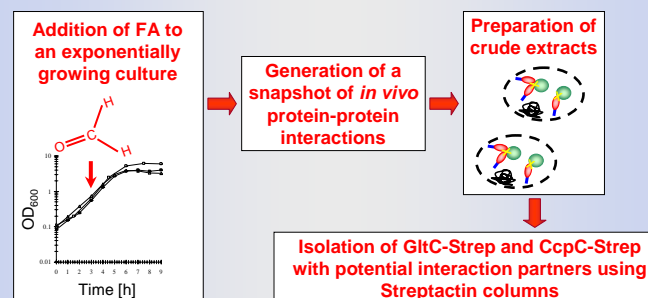 Addition of FA to
an exponentially
growing culture
H
O
C
H
10
1
0.1
0.01
OD600
0 1 2 3 4 5 6 7 8 9
Time [h]
Generation of a
snapshot of in vivo
protein-protein
interactions
Preparation of
crude extracts
Isolation of GltC-Strep and CcpC-Strep
with potential interaction partners using
Streptactin columns